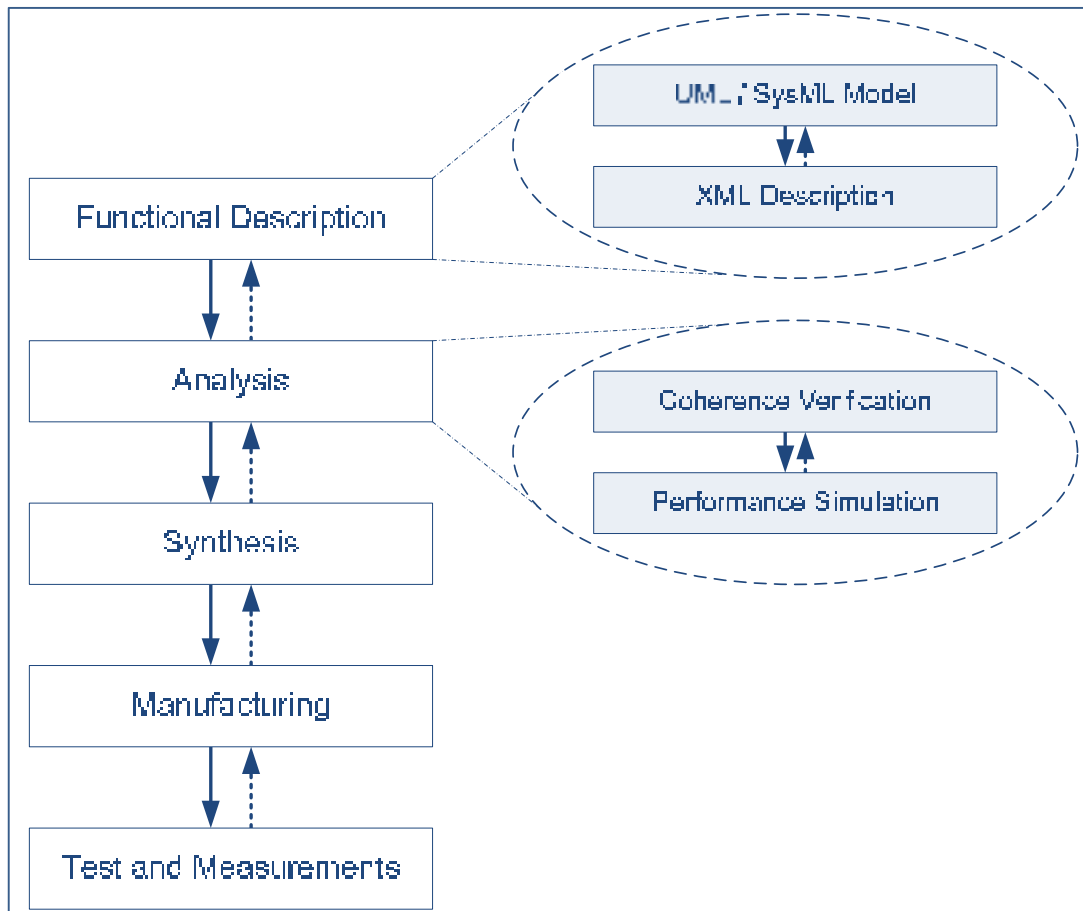 UML / SysML Model
XML Description
Functional Description
Analysis
Coherence Verification
Performance Simulation
Synthesis
Manufacturing
Test and Measurements